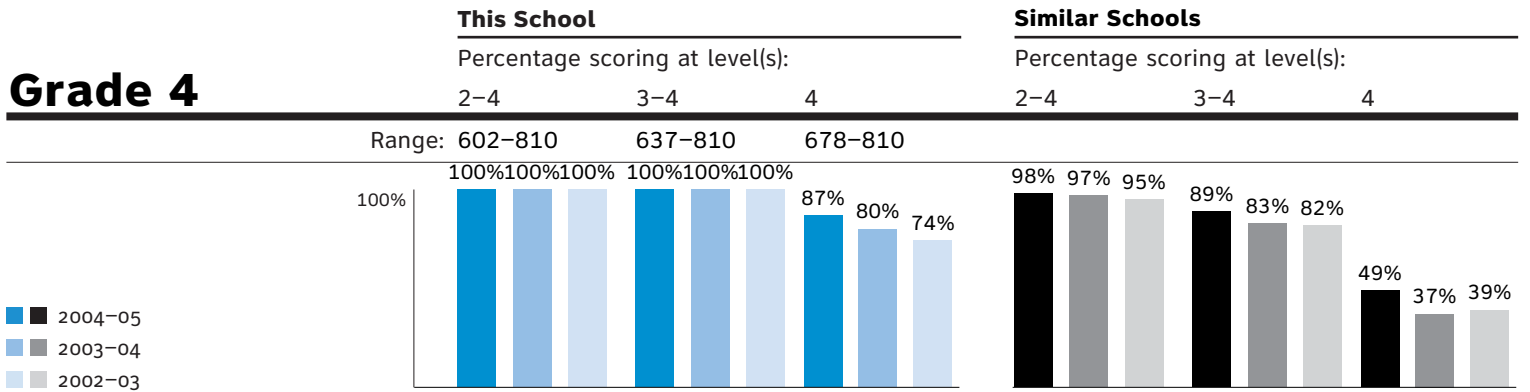 This School Similar Schools
Percentage scoring at level(s): Percentage scoring at level(s):
Grade 4 2–4 3–4 4 2–4 3–4 4
Range: 602–810 637–810 678–810
100%100%100% 100%100%100% 98% 97% 95% 89% 83% 82%
100% 87% 80% 74%
49% 37% 39%
2004–05
2003–04
2002–03